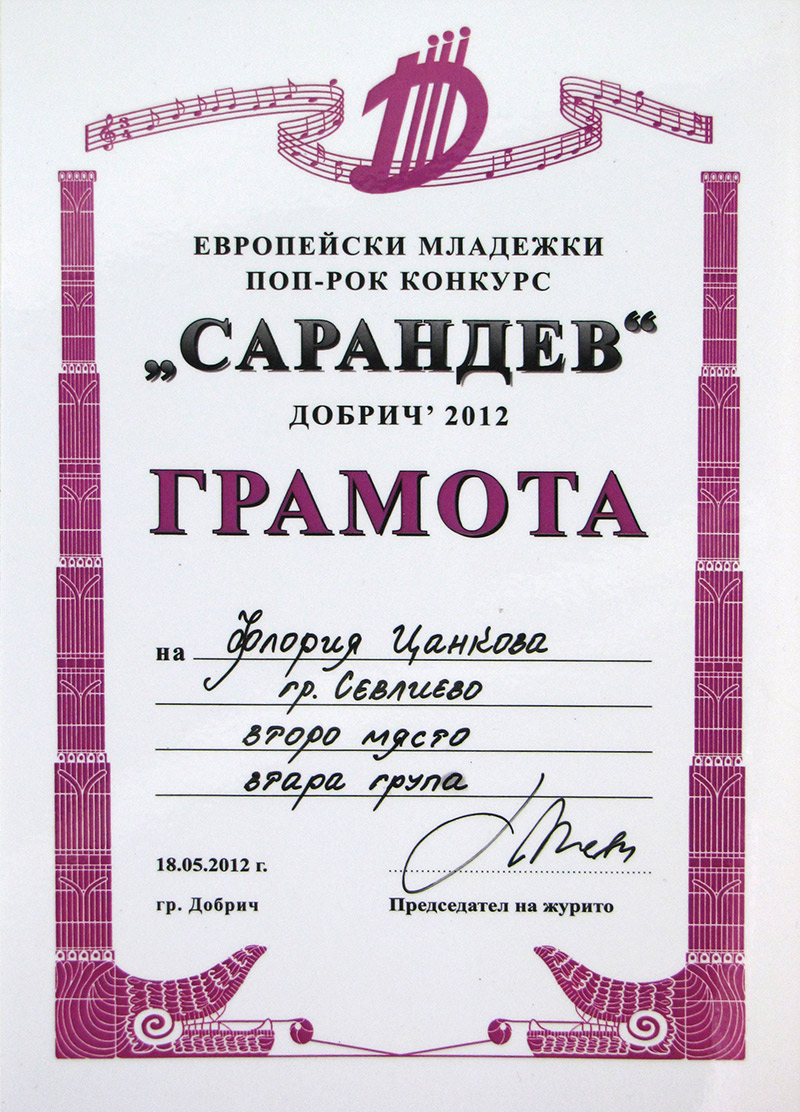 ЕВРОПЕЙСКИ МЛАДЕЖКИ
ПОП-РОК КОНКУРС
„САРАНДЕВ“
ДОБРИЧ’ 2012
ГРАМОТА
на Флория Цанкова
гр. Севлиево
второ място
втара група
18.05.2012 г.
гр. Добрич
Председател на журито